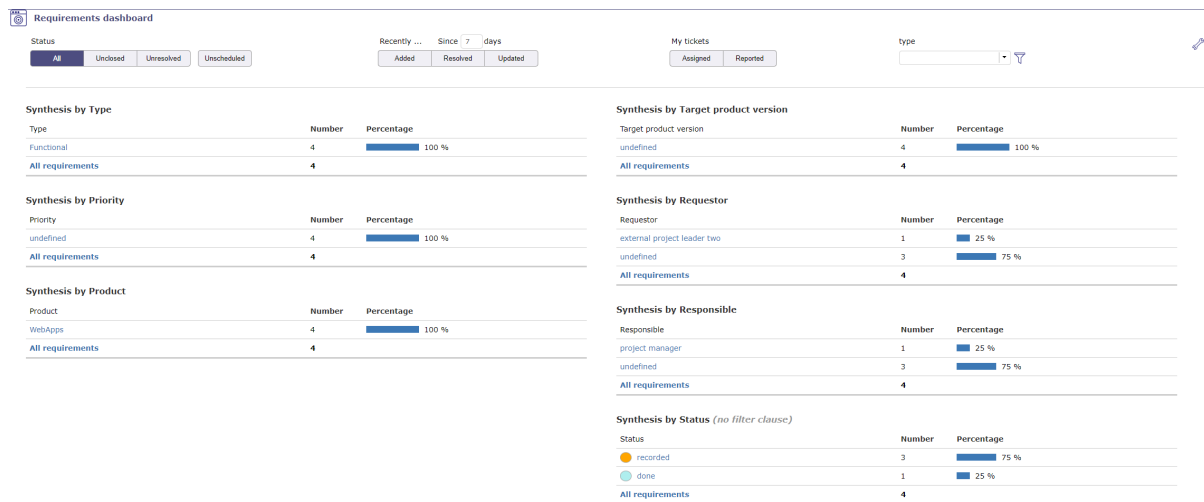 Requirements dashboard
Status
All Unclosed Unresolved Unscheduled
Recently ... Since 7 days
Added Resolved Updated
My tickets
Assigned Reported
type
Synthesis by Type
Type Number Percentage
Functional 4 100 %
All requirements 4
Synthesis by Priority
Priority Number Percentage
undefined 4 100 %
All requirements 4
Synthesis by Product
Product Number Percentage
WebApps 4 100 %
All requirements 4
Synthesis by Target product version
Target product version Number Percentage
undefined 4 100 %
All requirements 4
Synthesis by Requestor
Requestor Number Percentage
external project leader two 1 25 %
undefined 3 75 %
All requirements 4
Synthesis by Responsible
Responsible Number Percentage
project manager 1 25 %
undefined 3 75 %
All requirements 4
Synthesis by Status (no filter clause)
Status Number Percentage
recorded 3 75 %
done 1 25 %
All requirements 4